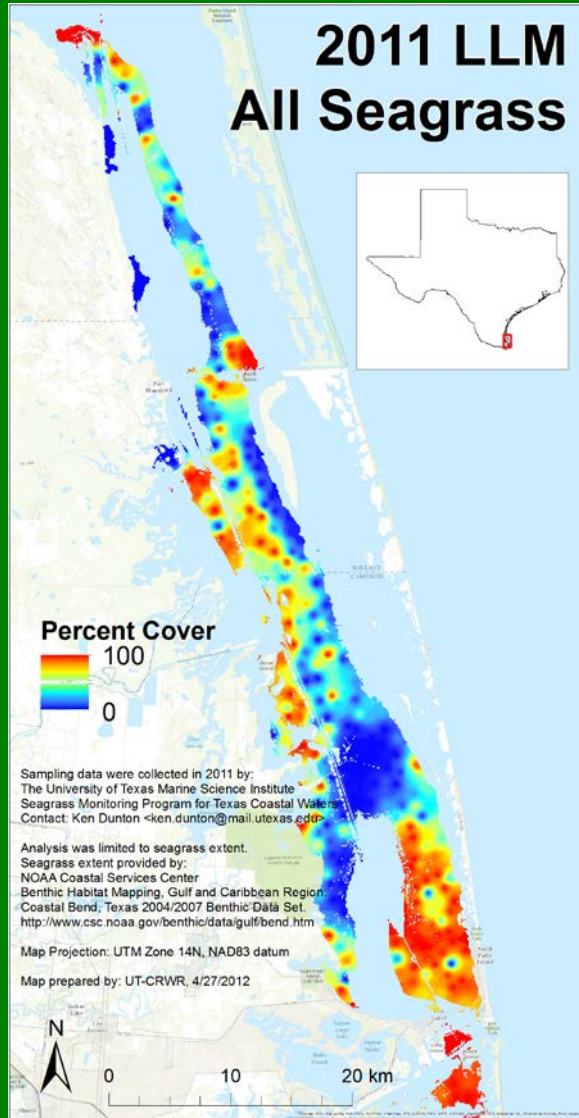 2011 LLM
All Seagrass
Percent Cover
100
0
Sampling data were collected in 2011 by:
The University of Texas Marine Science Institute
Seagrass Monitoring Program for Texas Coastal Waters
Contact: Ken Dunton <ken.dunton@mail.utexas.edu>
Analysis was limited to seagrass extent.
Seagrass extent provided by:
NOAA Coastal Services Center
Benthic Habitat Mapping, Gulf and Caribbean Region:
Coastal Bend, Texas 2004/2007 Benthic Data Set.
http://www.csc.noaa.gov/benthic/data/gulf/bend.htm
Map Projection: UTM Zone 14N, NAD83 datum
Map prepared by: UT-CRWR, 4/27/2012
N
0 10 20 km